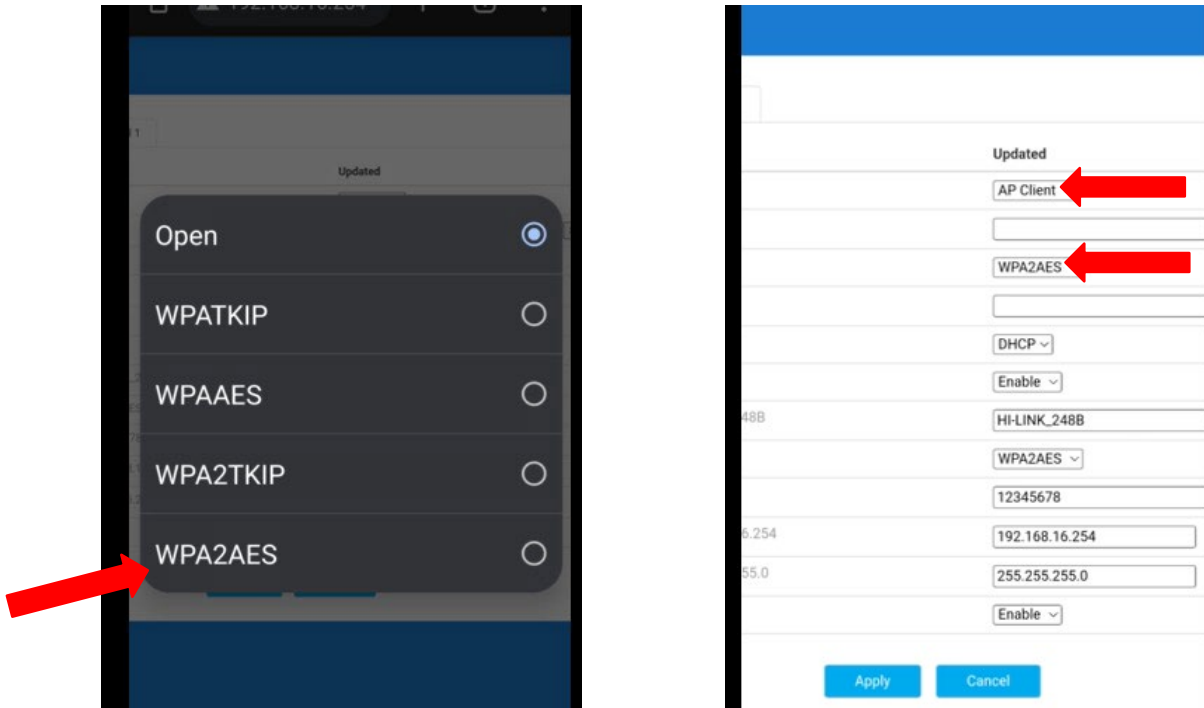 192.168.16.254
Updated
Open
WPATKIP
WPAAES
WPA2TKIP
WPA2AES
Updated
AP Client
WPA2AES
DHCP
Enable
48B
HI-LINK_248B
WPA2AES
12345678
6.254
192.168.16.254
55.0
255.255.255.0
Enable
Apply
Cancel